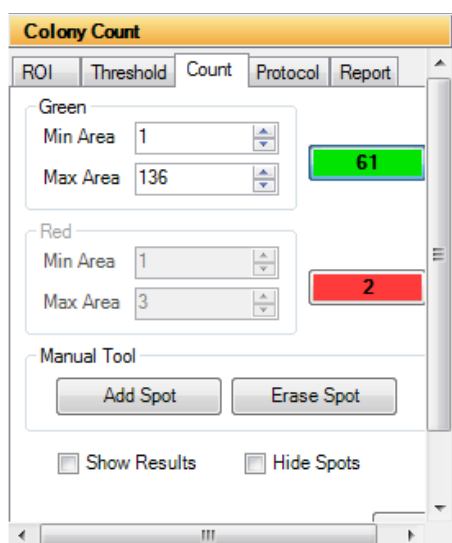 Colony Count
ROI Threshold Count Protocol Report
Green
Min Area 1
Max Area 136
61
Red
Min Area 1
Max Area 3
2
Manual Tool
Add Spot Erase Spot
Show Results Hide Spots